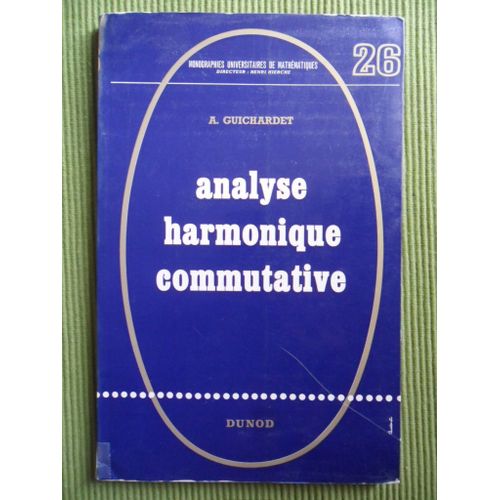 MONOGRAPHIES UNIVERSITAIRES DE MATHÉMATIQUES
DIRECTEUR : HENRI HIERCHE
26
A. GUICHARDET
analyse
harmonique
commutative
DUNOD